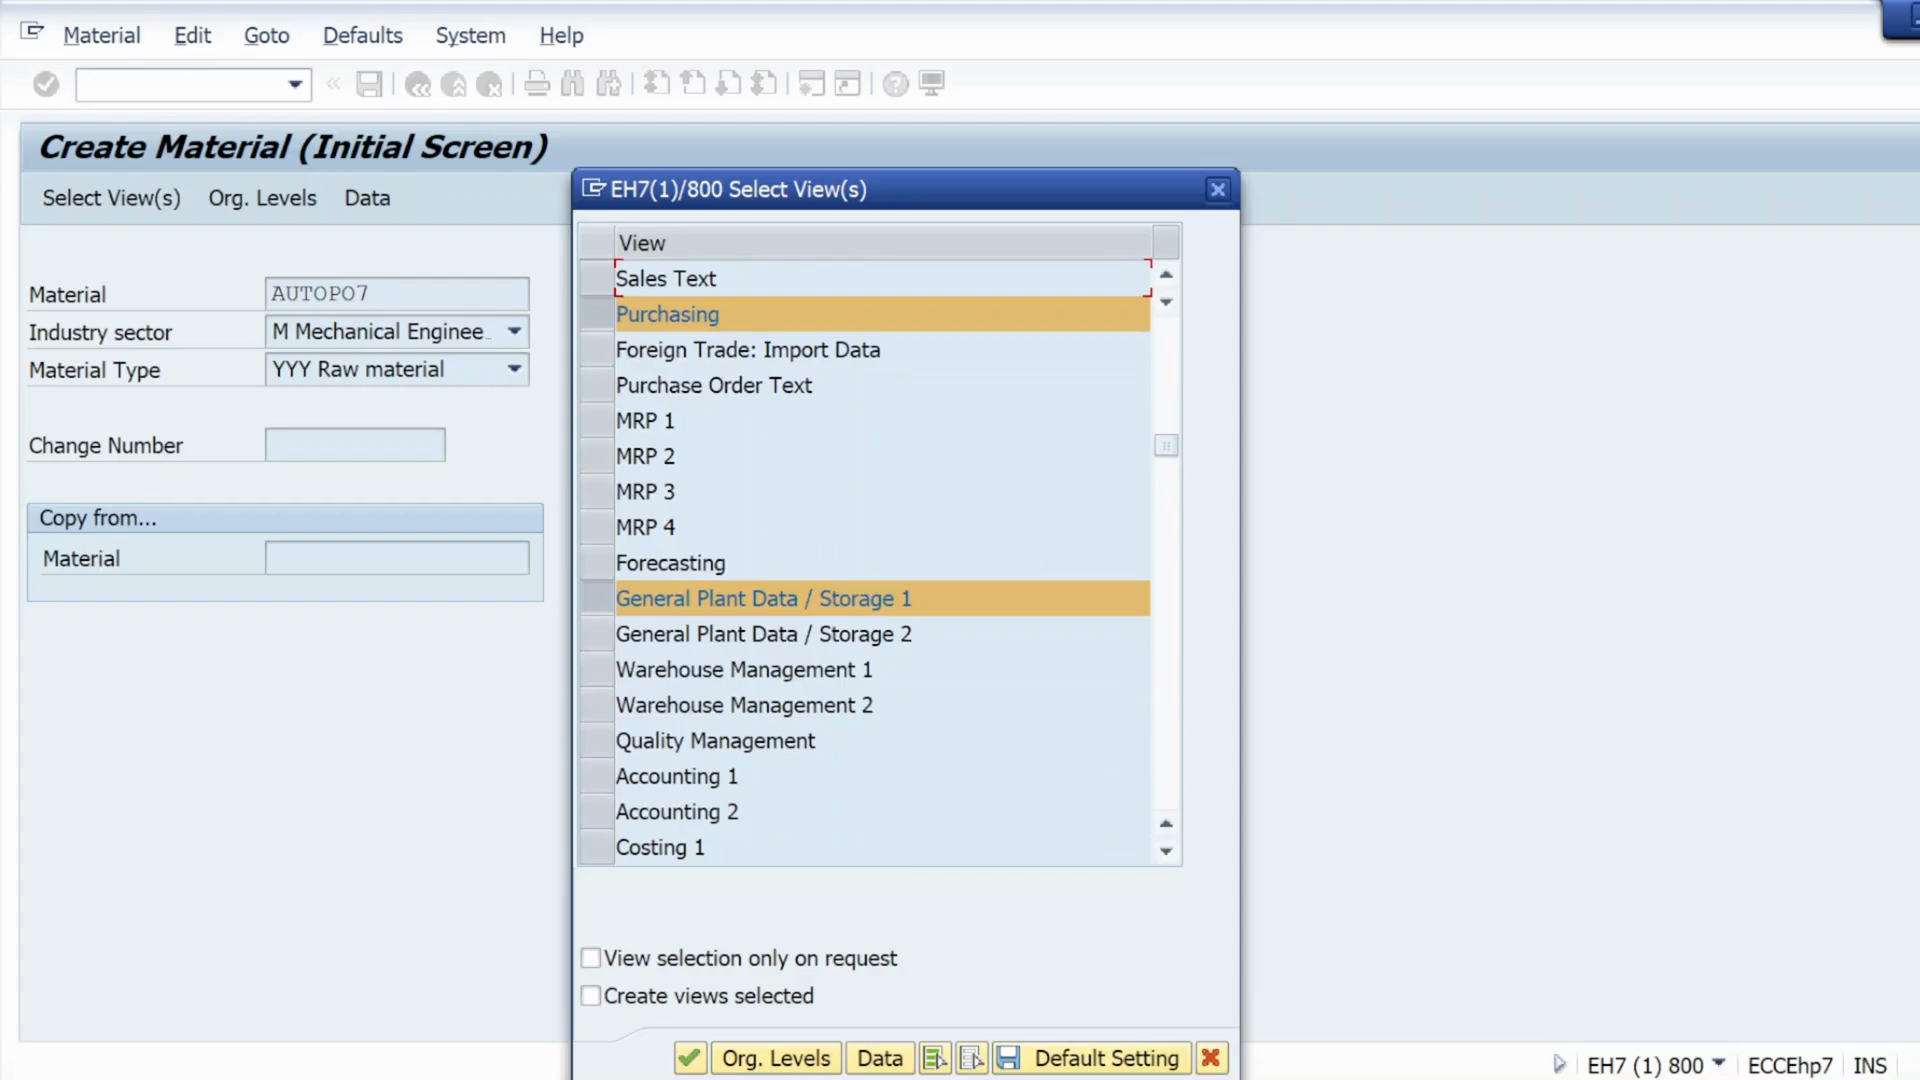 Material Edit Goto Defaults System Help
Create Material (Initial Screen)
Select View(s) Org. Levels Data
Material AUTOPO7
Industry sector M Mechanical Enginee..
Material Type YYY Raw material
Change Number
Copy from...
Material
EH7(1)/800 Select View(s)
View
Sales Text
Purchasing
Foreign Trade: Import Data
Purchase Order Text
MRP 1
MRP 2
MRP 3
MRP 4
Forecasting
General Plant Data / Storage 1
General Plant Data / Storage 2
Warehouse Management 1
Warehouse Management 2
Quality Management
Accounting 1
Accounting 2
Costing 1
View selection only on request
Create views selected
Org. Levels Data Default Setting
EH7 (1) 800 ECCEhp7 INS